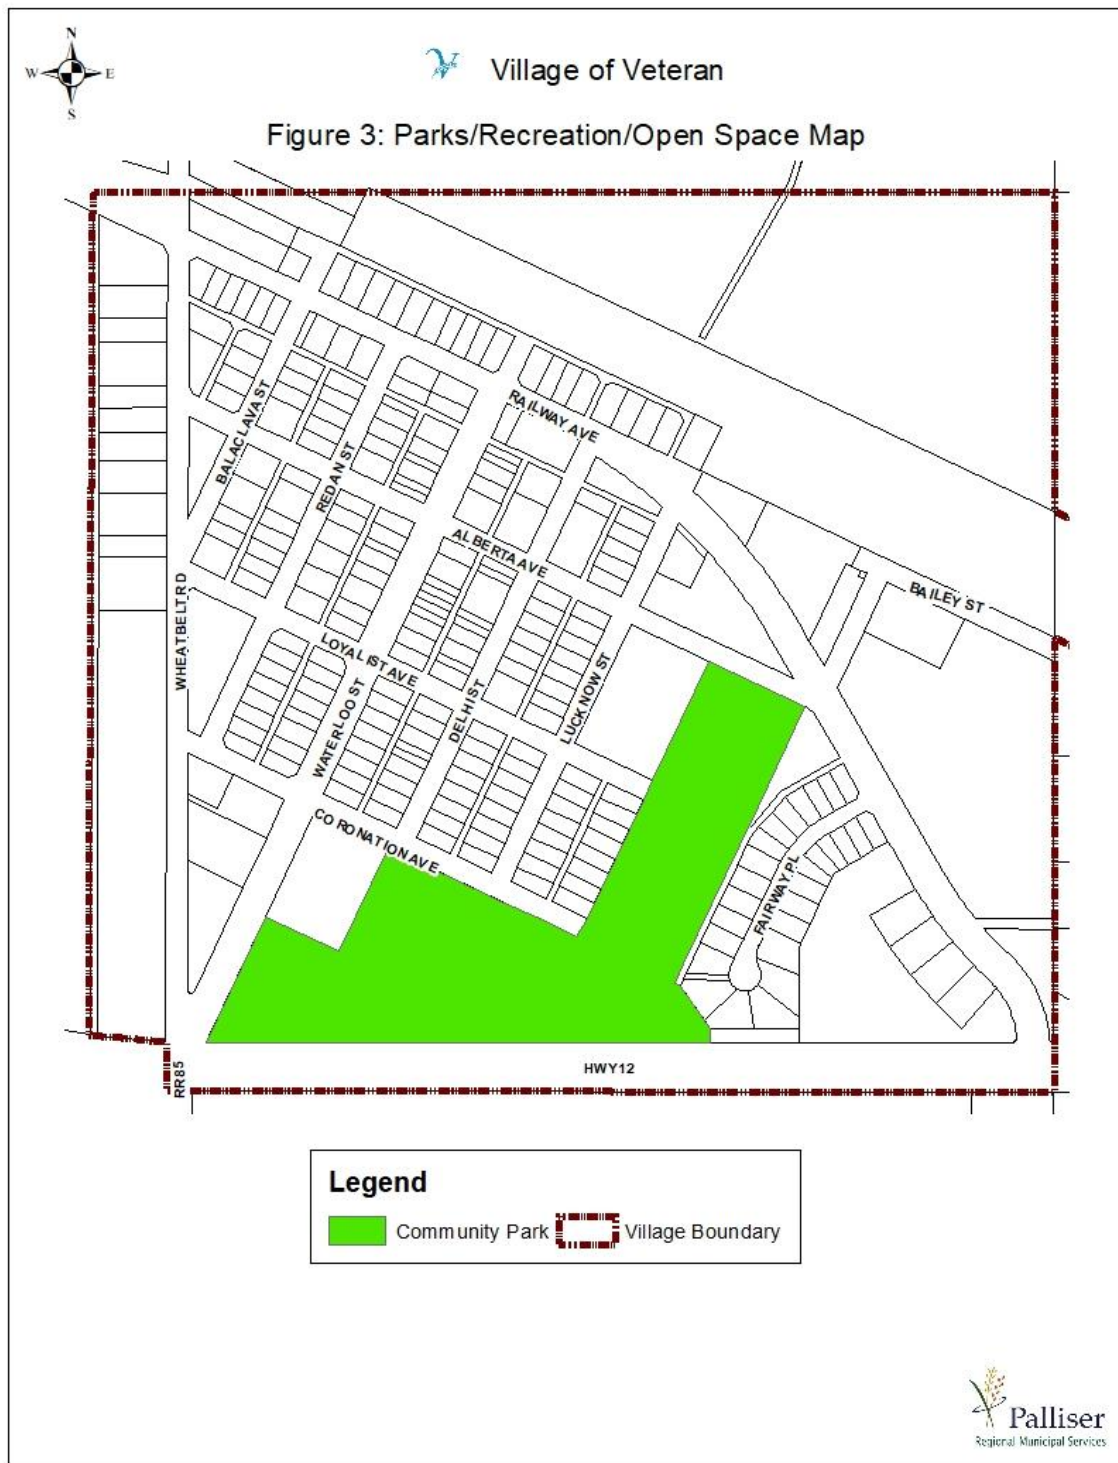 N
W E
S
Village of Veteran
Figure 3: Parks/Recreation/Open Space Map
RAILWAY AVE
BALACLAVA ST
REDAN ST
ALBERTA AVE
BAILEY ST
WHEATBELT RD
LOYALIST AVE
WATERLOO ST
DELHI ST
LUCKNOW ST
CORONATION AVE
FAIRWAY PL
HWY12
RR85
Legend
Community Park Village Boundary
Palliser
Regional Municipal Services